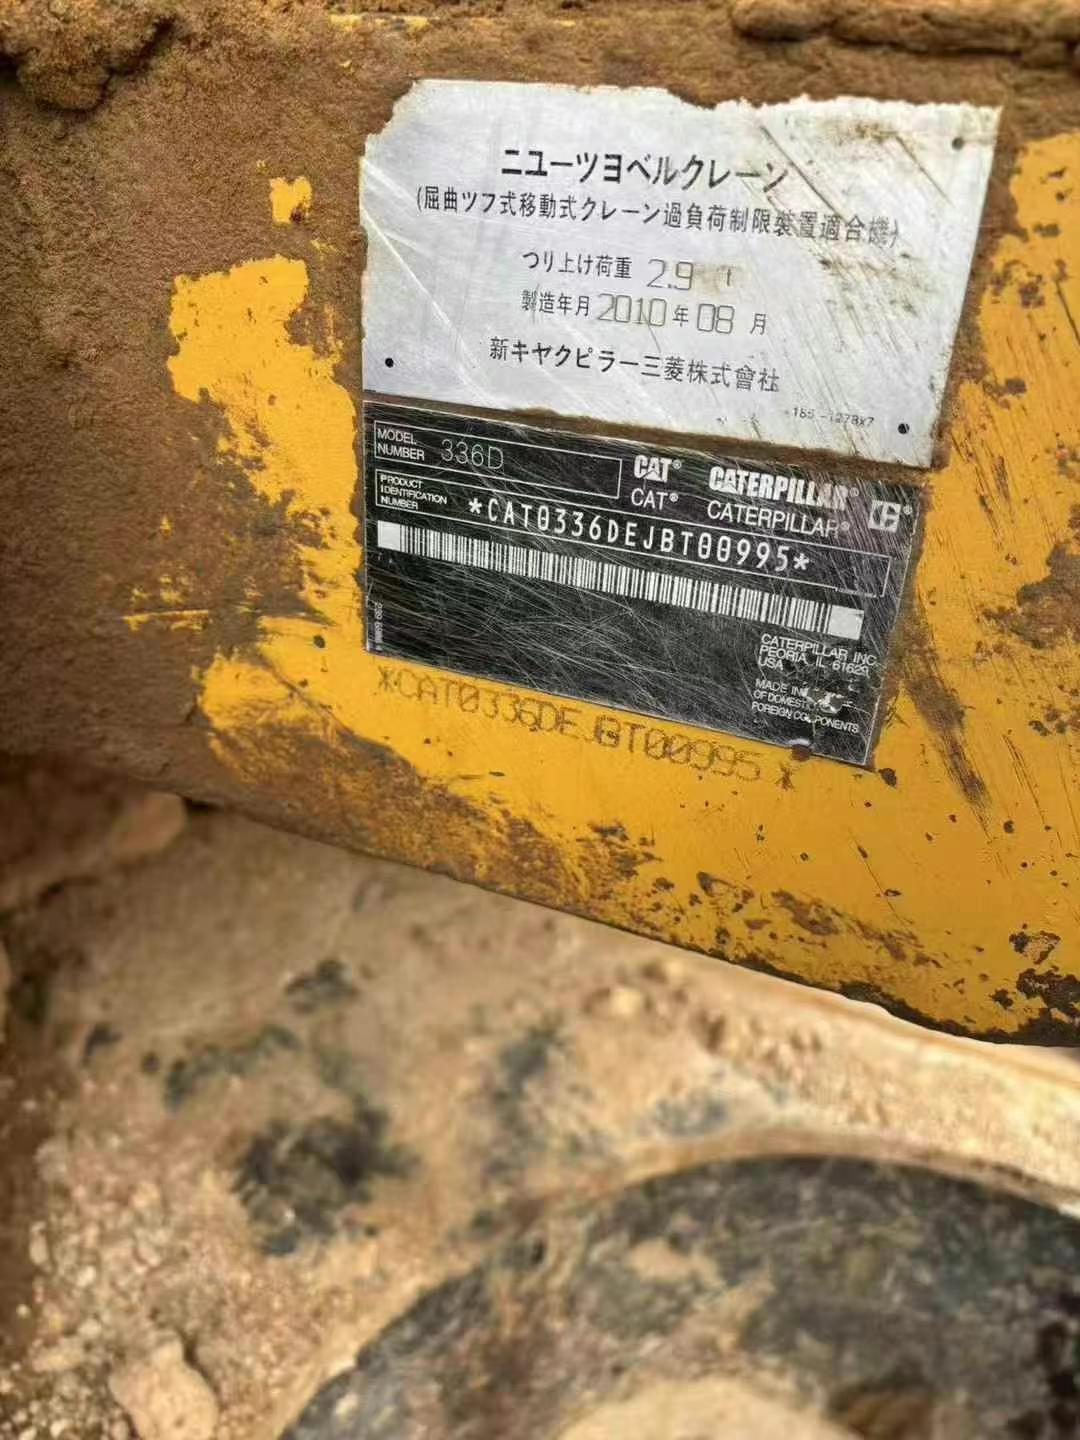 ニユーツヨベルクレーン
(屈曲ツフ式移動式クレーン過負荷制限装置適合機)
つり上げ荷重 2.9 t
製造年月 2010 年 08 月
新キヤタピラー三菱株式會社
MODEL NUMBER 336D
CAT® CATERPILLAR®
CAT® CATERPILLAR®
PRODUCT IDENTIFICATION NUMBER *CAT0336DEJBT00995*
CATERPILLAR INC
PEORIA, IL 61629
USA
MADE IN
OF DOMESTIC
FOREIGN COMPONENTS
*CAT0336DEJBT00995*